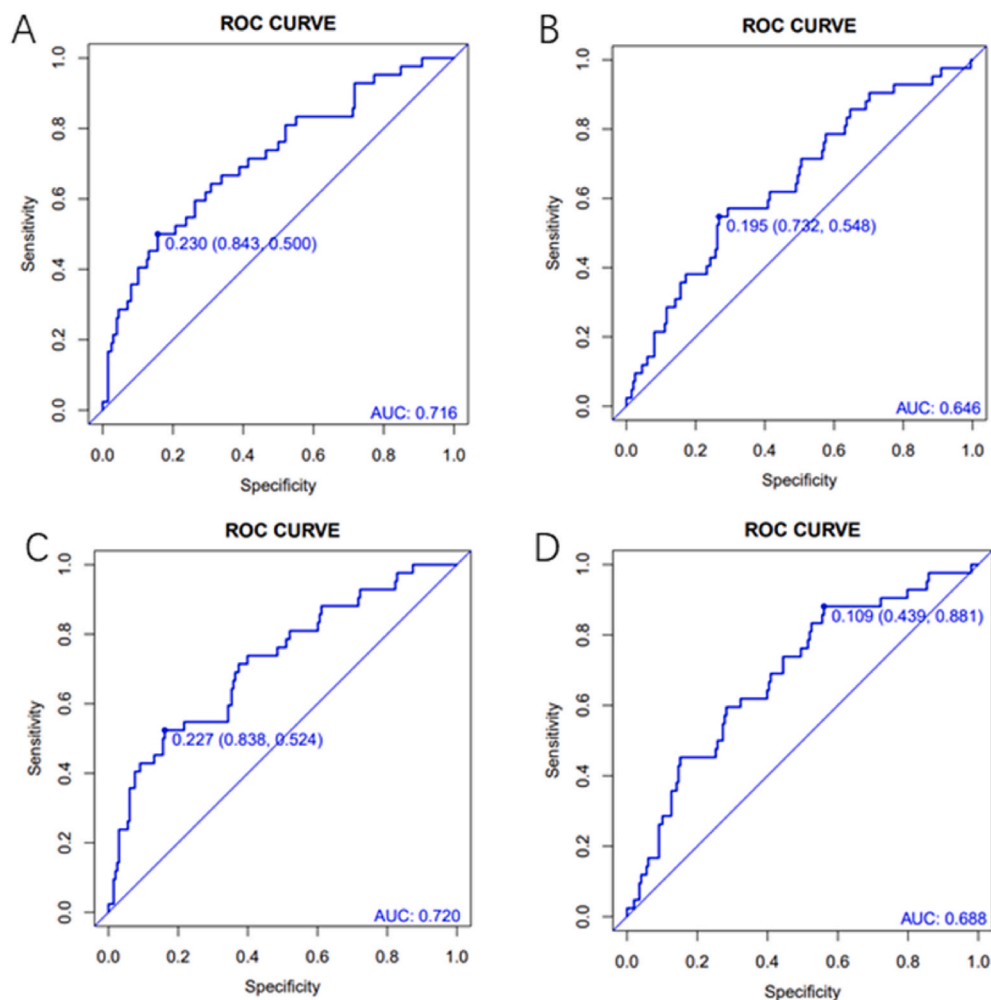 A
ROC CURVE
Sensitivity
0.0 0.2 0.4 0.6 0.8 1.0
0.230 (0.843, 0.500)
AUC: 0.716
0.0 0.2 0.4 0.6 0.8 1.0
Specificity
B
ROC CURVE
Sensitivity
0.0 0.2 0.4 0.6 0.8 1.0
0.195 (0.732, 0.548)
AUC: 0.646
0.0 0.2 0.4 0.6 0.8 1.0
Specificity
C
ROC CURVE
Sensitivity
0.0 0.2 0.4 0.6 0.8 1.0
0.227 (0.838, 0.524)
AUC: 0.720
0.0 0.2 0.4 0.6 0.8 1.0
Specificity
D
ROC CURVE
Sensitivity
0.0 0.2 0.4 0.6 0.8 1.0
0.109 (0.439, 0.881)
AUC: 0.688
0.0 0.2 0.4 0.6 0.8 1.0
Specificity